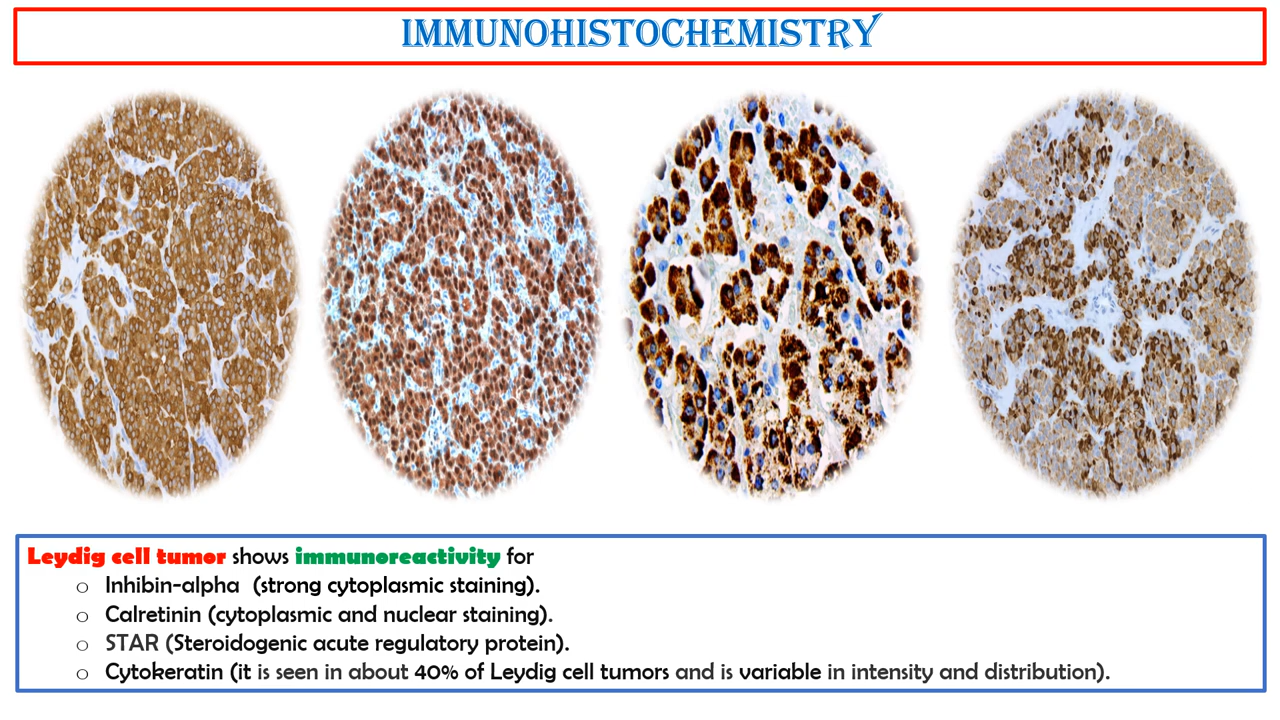 IMMUNOHISTOCHEMISTRY
Leydig cell tumor shows immunoreactivity for
o Inhibin-alpha (strong cytoplasmic staining).
o Calretinin (cytoplasmic and nuclear staining).
o STAR (Steroidogenic acute regulatory protein).
o Cytokeratin (it is seen in about 40% of Leydig cell tumors and is variable in intensity and distribution).